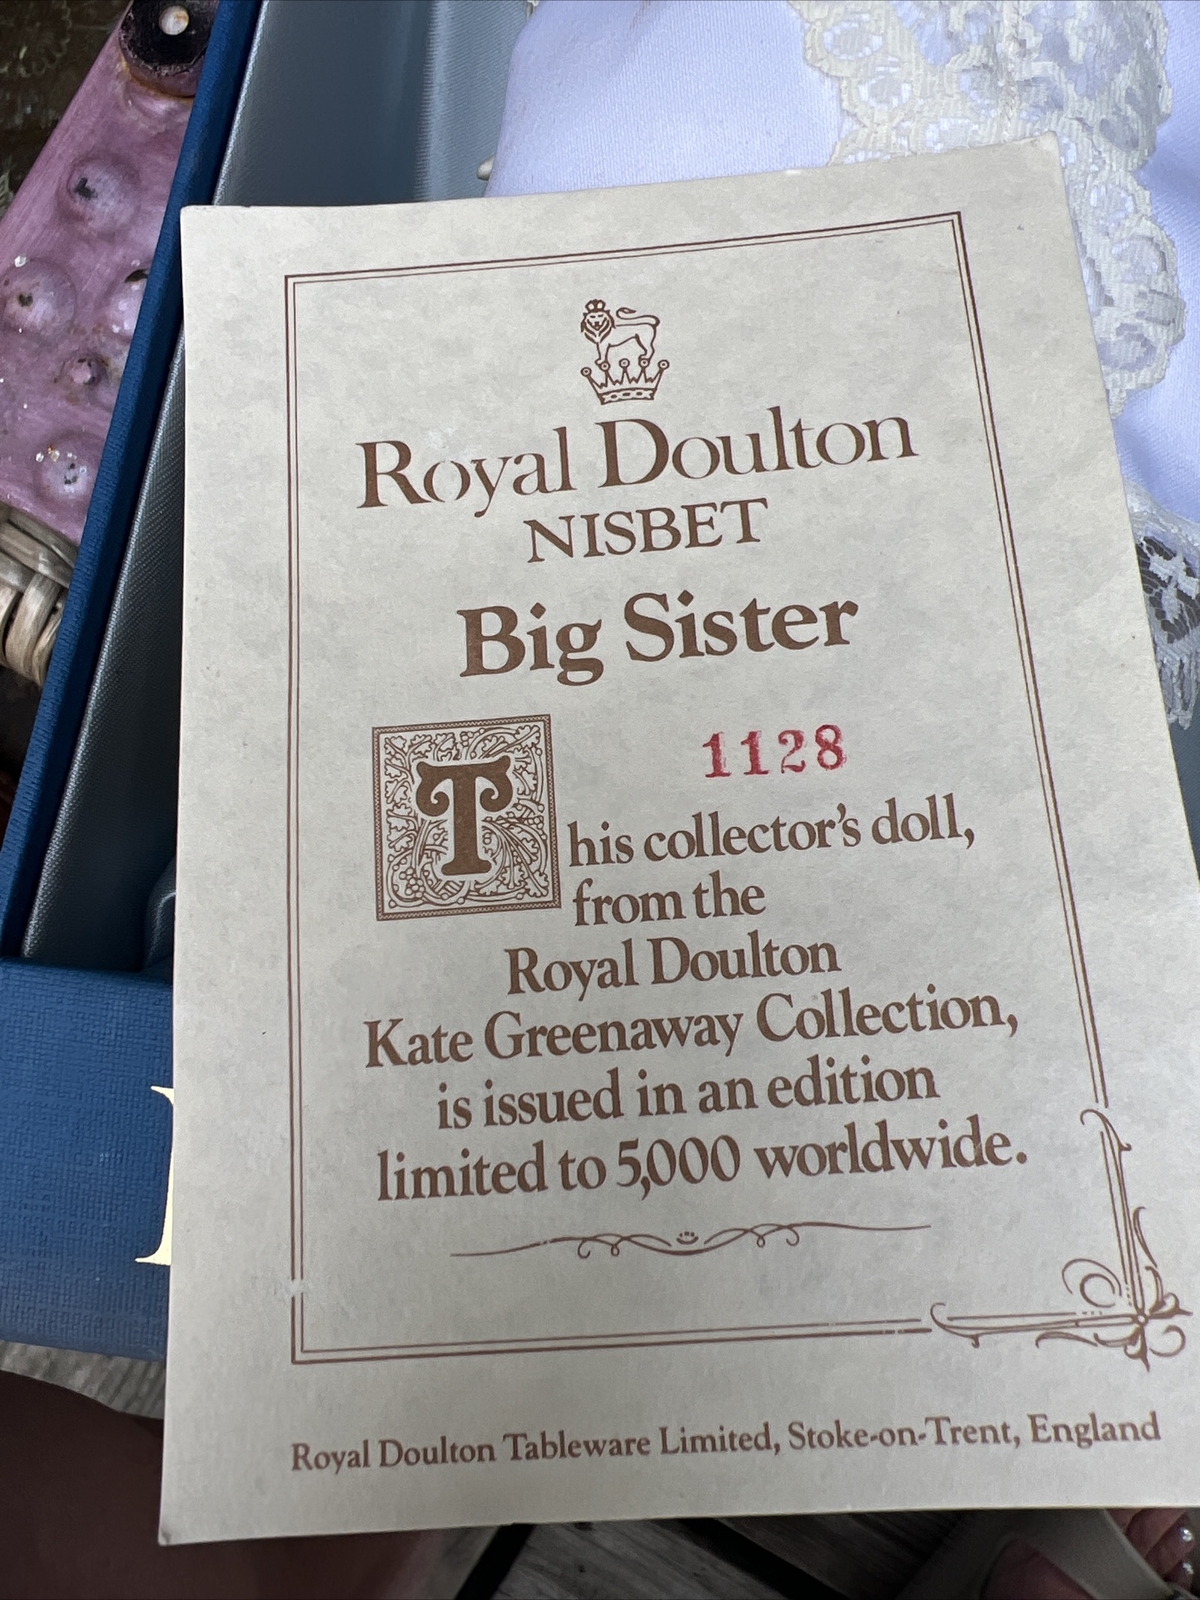 Royal Doulton
NISBET
Big Sister
1128
This collector's doll,
from the
Royal Doulton
Kate Greenaway Collection,
is issued in an edition
limited to 5,000 worldwide.
Royal Doulton Tableware Limited, Stoke-on-Trent, England